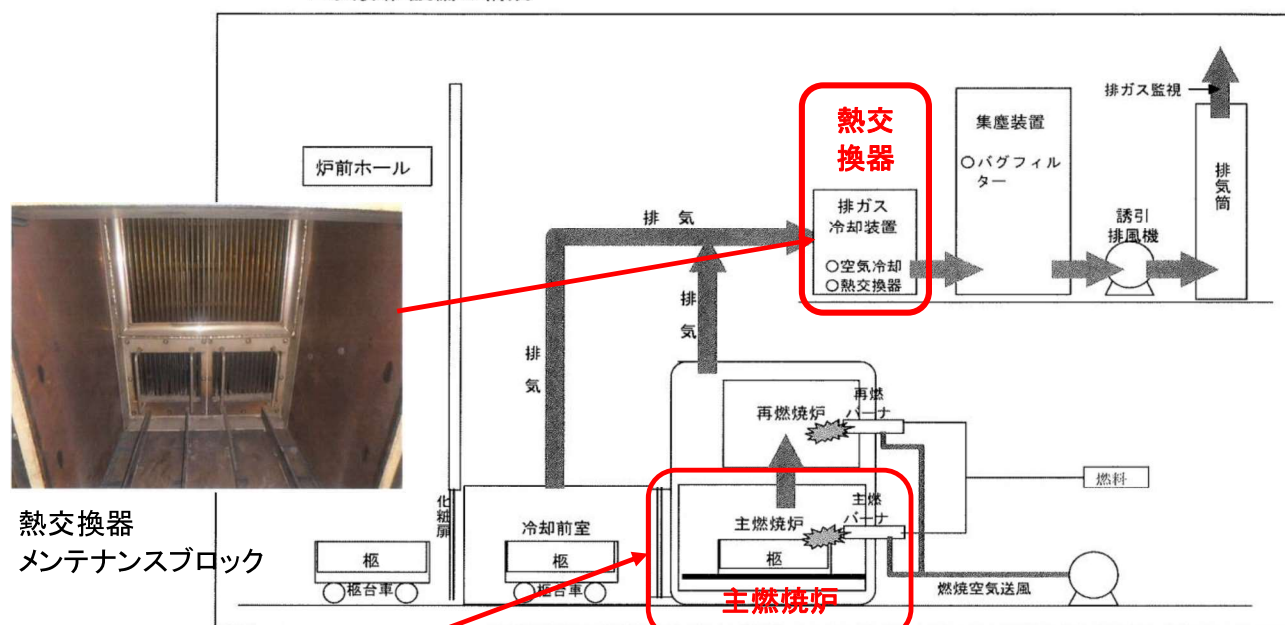 排ガス監視
熱交
換器
集塵装置
○バグフィル
ター
炉前ホール
排気筒
排ガス
冷却装置
○空気冷却
○熱交換器
誘引
排風機
排 気
排 気
排 気
再燃焼炉
再燃
バーナ
燃料
熱交換器
メンテナンスブロック
化粧扉
冷却前室
主燃焼炉
主燃
バーナ
柩
柩
柩
柩台車
柩台車
主燃焼炉
燃焼空気送風